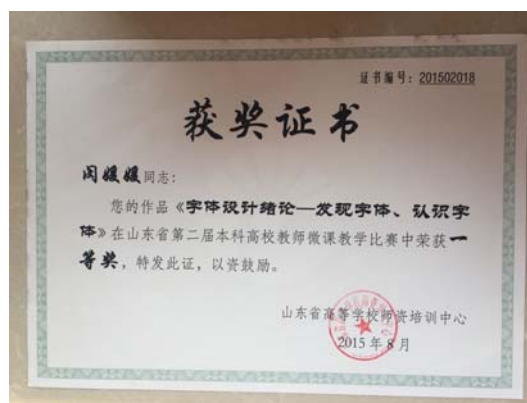 证书编号：201502018
获奖证书
闵媛媛同志：
您的作品《字体设计绪论—发现字体、认识字
体》在山东省第二届本科高校教师微课教学比赛中荣获一
等奖，特发此证，以资鼓励。
山东省高等学校师资培训中心
2015年8月